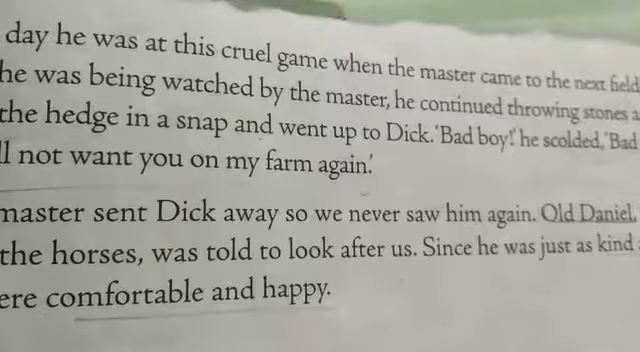 day he was at this cruel game when the master came to the next field
he was being watched by the master, he continued throwing stones a
the hedge in a snap and went up to Dick. 'Bad boy!' he scolded, 'Bad
ll not want you on my farm again.'
master sent Dick away so we never saw him again. Old Daniel,
the horses, was told to look after us. Since he was just as kind
ere comfortable and happy.